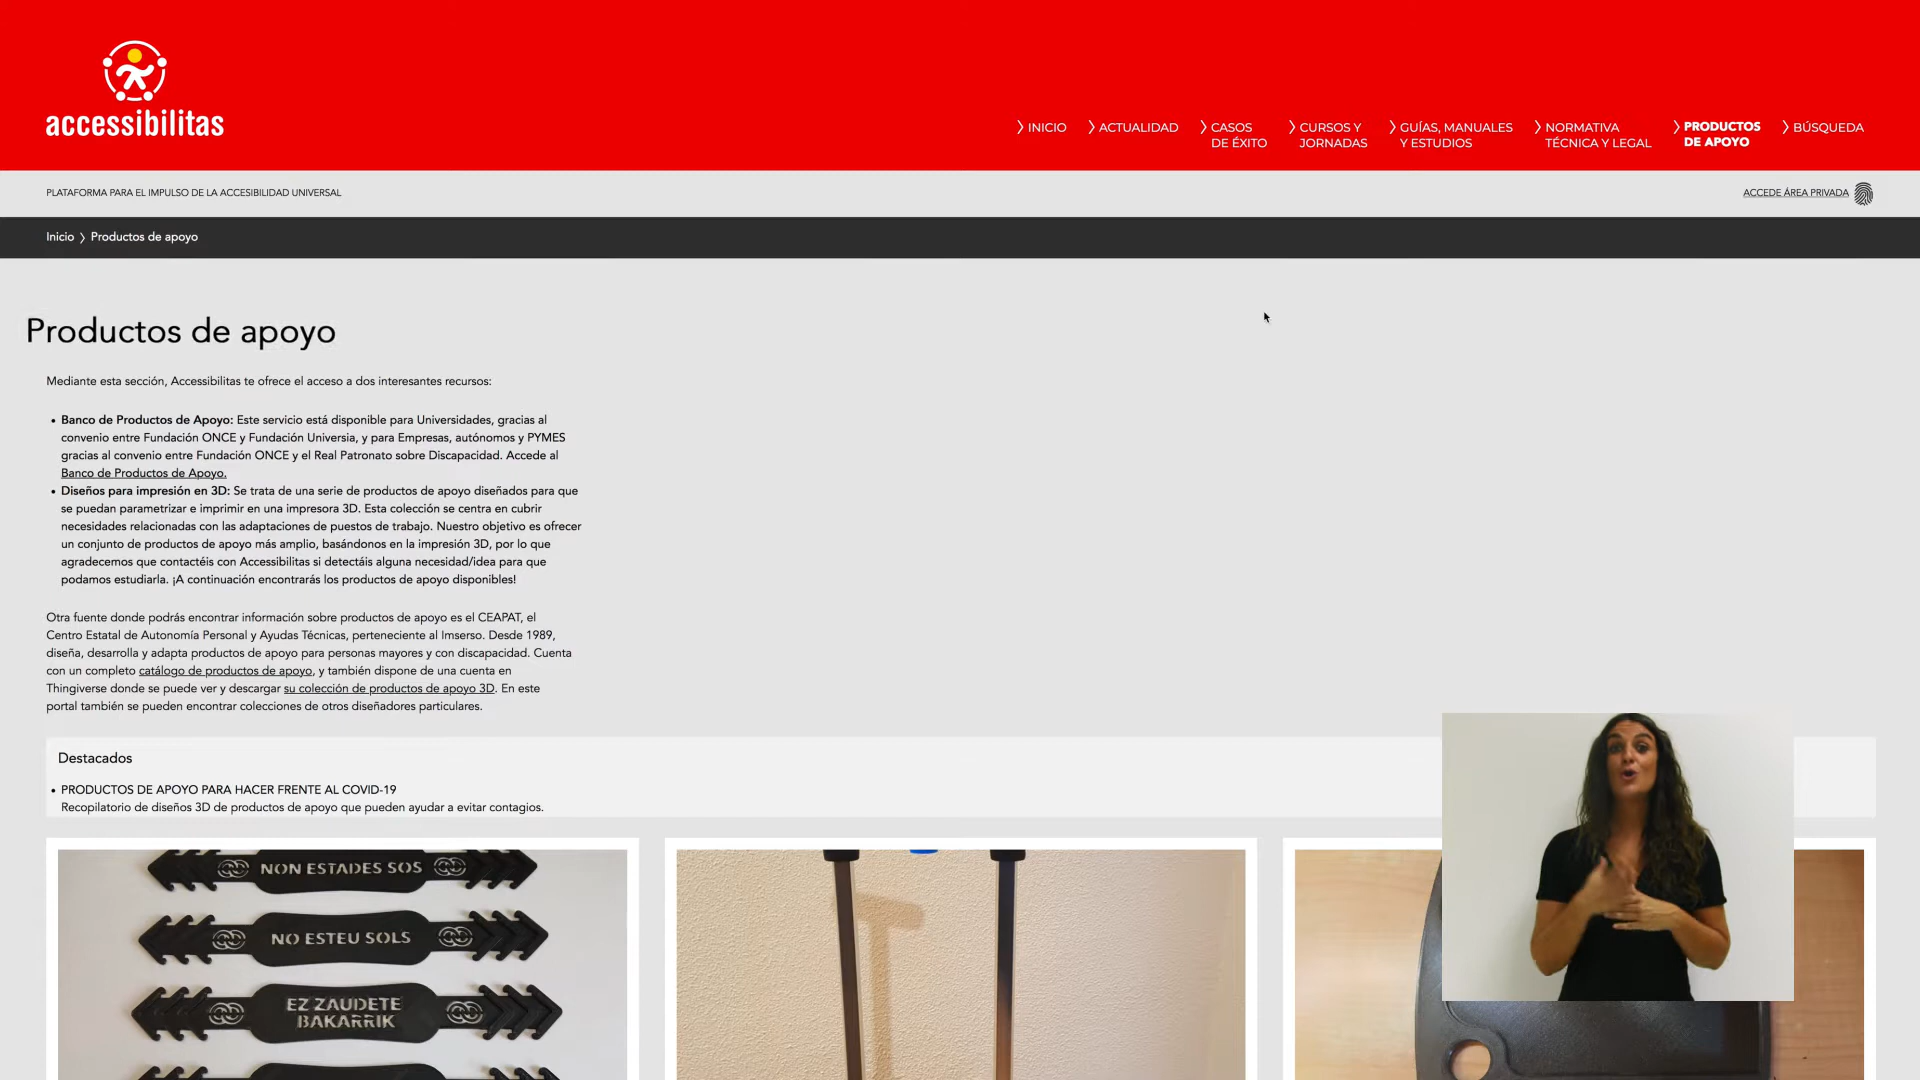 accessibilitas
INICIO
ACTUALIDAD
CASOS
DE ÉXITO
CURSOS Y
JORNADAS
GUÍAS, MANUALES
Y ESTUDIOS
NORMATIVA
TÉCNICA Y LEGAL
PRODUCTOS
DE APOYO
BÚSQUEDA
PLATAFORMA PARA EL IMPULSO DE LA ACCESIBILIDAD UNIVERSAL
ACCEDE ÁREA PRIVADA
Inicio > Productos de apoyo
Productos de apoyo
Mediante esta sección, Accessibilitas te ofrece el acceso a dos interesantes recursos:
• Banco de Productos de Apoyo: Este servicio está disponible para Universidades, gracias al
convenio entre Fundación ONCE y Fundación Universia, y para Empresas, autónomos y PYMES
gracias al convenio entre Fundación ONCE y el Real Patronato sobre Discapacidad. Accede al
Banco de Productos de Apoyo.
• Diseños para impresión en 3D: Se trata de una serie de productos de apoyo diseñados para que
se puedan parametrizar e imprimir en una impresora 3D. Esta colección se centra en cubrir
necesidades relacionadas con las adaptaciones de puestos de trabajo. Nuestro objetivo es ofrecer
un conjunto de productos de apoyo más amplio, basándonos en la impresión 3D, por lo que
agradecemos que contactéis con Accessibilitas si detectáis alguna necesidad/idea para que
podamos estudiarla. ¡A continuación encontrarás los productos de apoyo disponibles!
Otra fuente donde podrás encontrar información sobre productos de apoyo es el CEAPAT, el
Centro Estatal de Autonomía Personal y Ayudas Técnicas, perteneciente al Imserso. Desde 1989,
diseña, desarrolla y adapta productos de apoyo para personas mayores y con discapacidad. Cuenta
con un completo catálogo de productos de apoyo, y también dispone de una cuenta en
Thingiverse donde se puede ver y descargar su colección de productos de apoyo 3D. En este
portal también se pueden encontrar colecciones de otros diseñadores particulares.
Destacados
• PRODUCTOS DE APOYO PARA HACER FRENTE AL COVID-19
Recopilatorio de diseños 3D de productos de apoyo que pueden ayudar a evitar contagios.
NON ESTADES SOS
NO ESTEU SOLS
EZ ZAUDETE
BAKARRIK